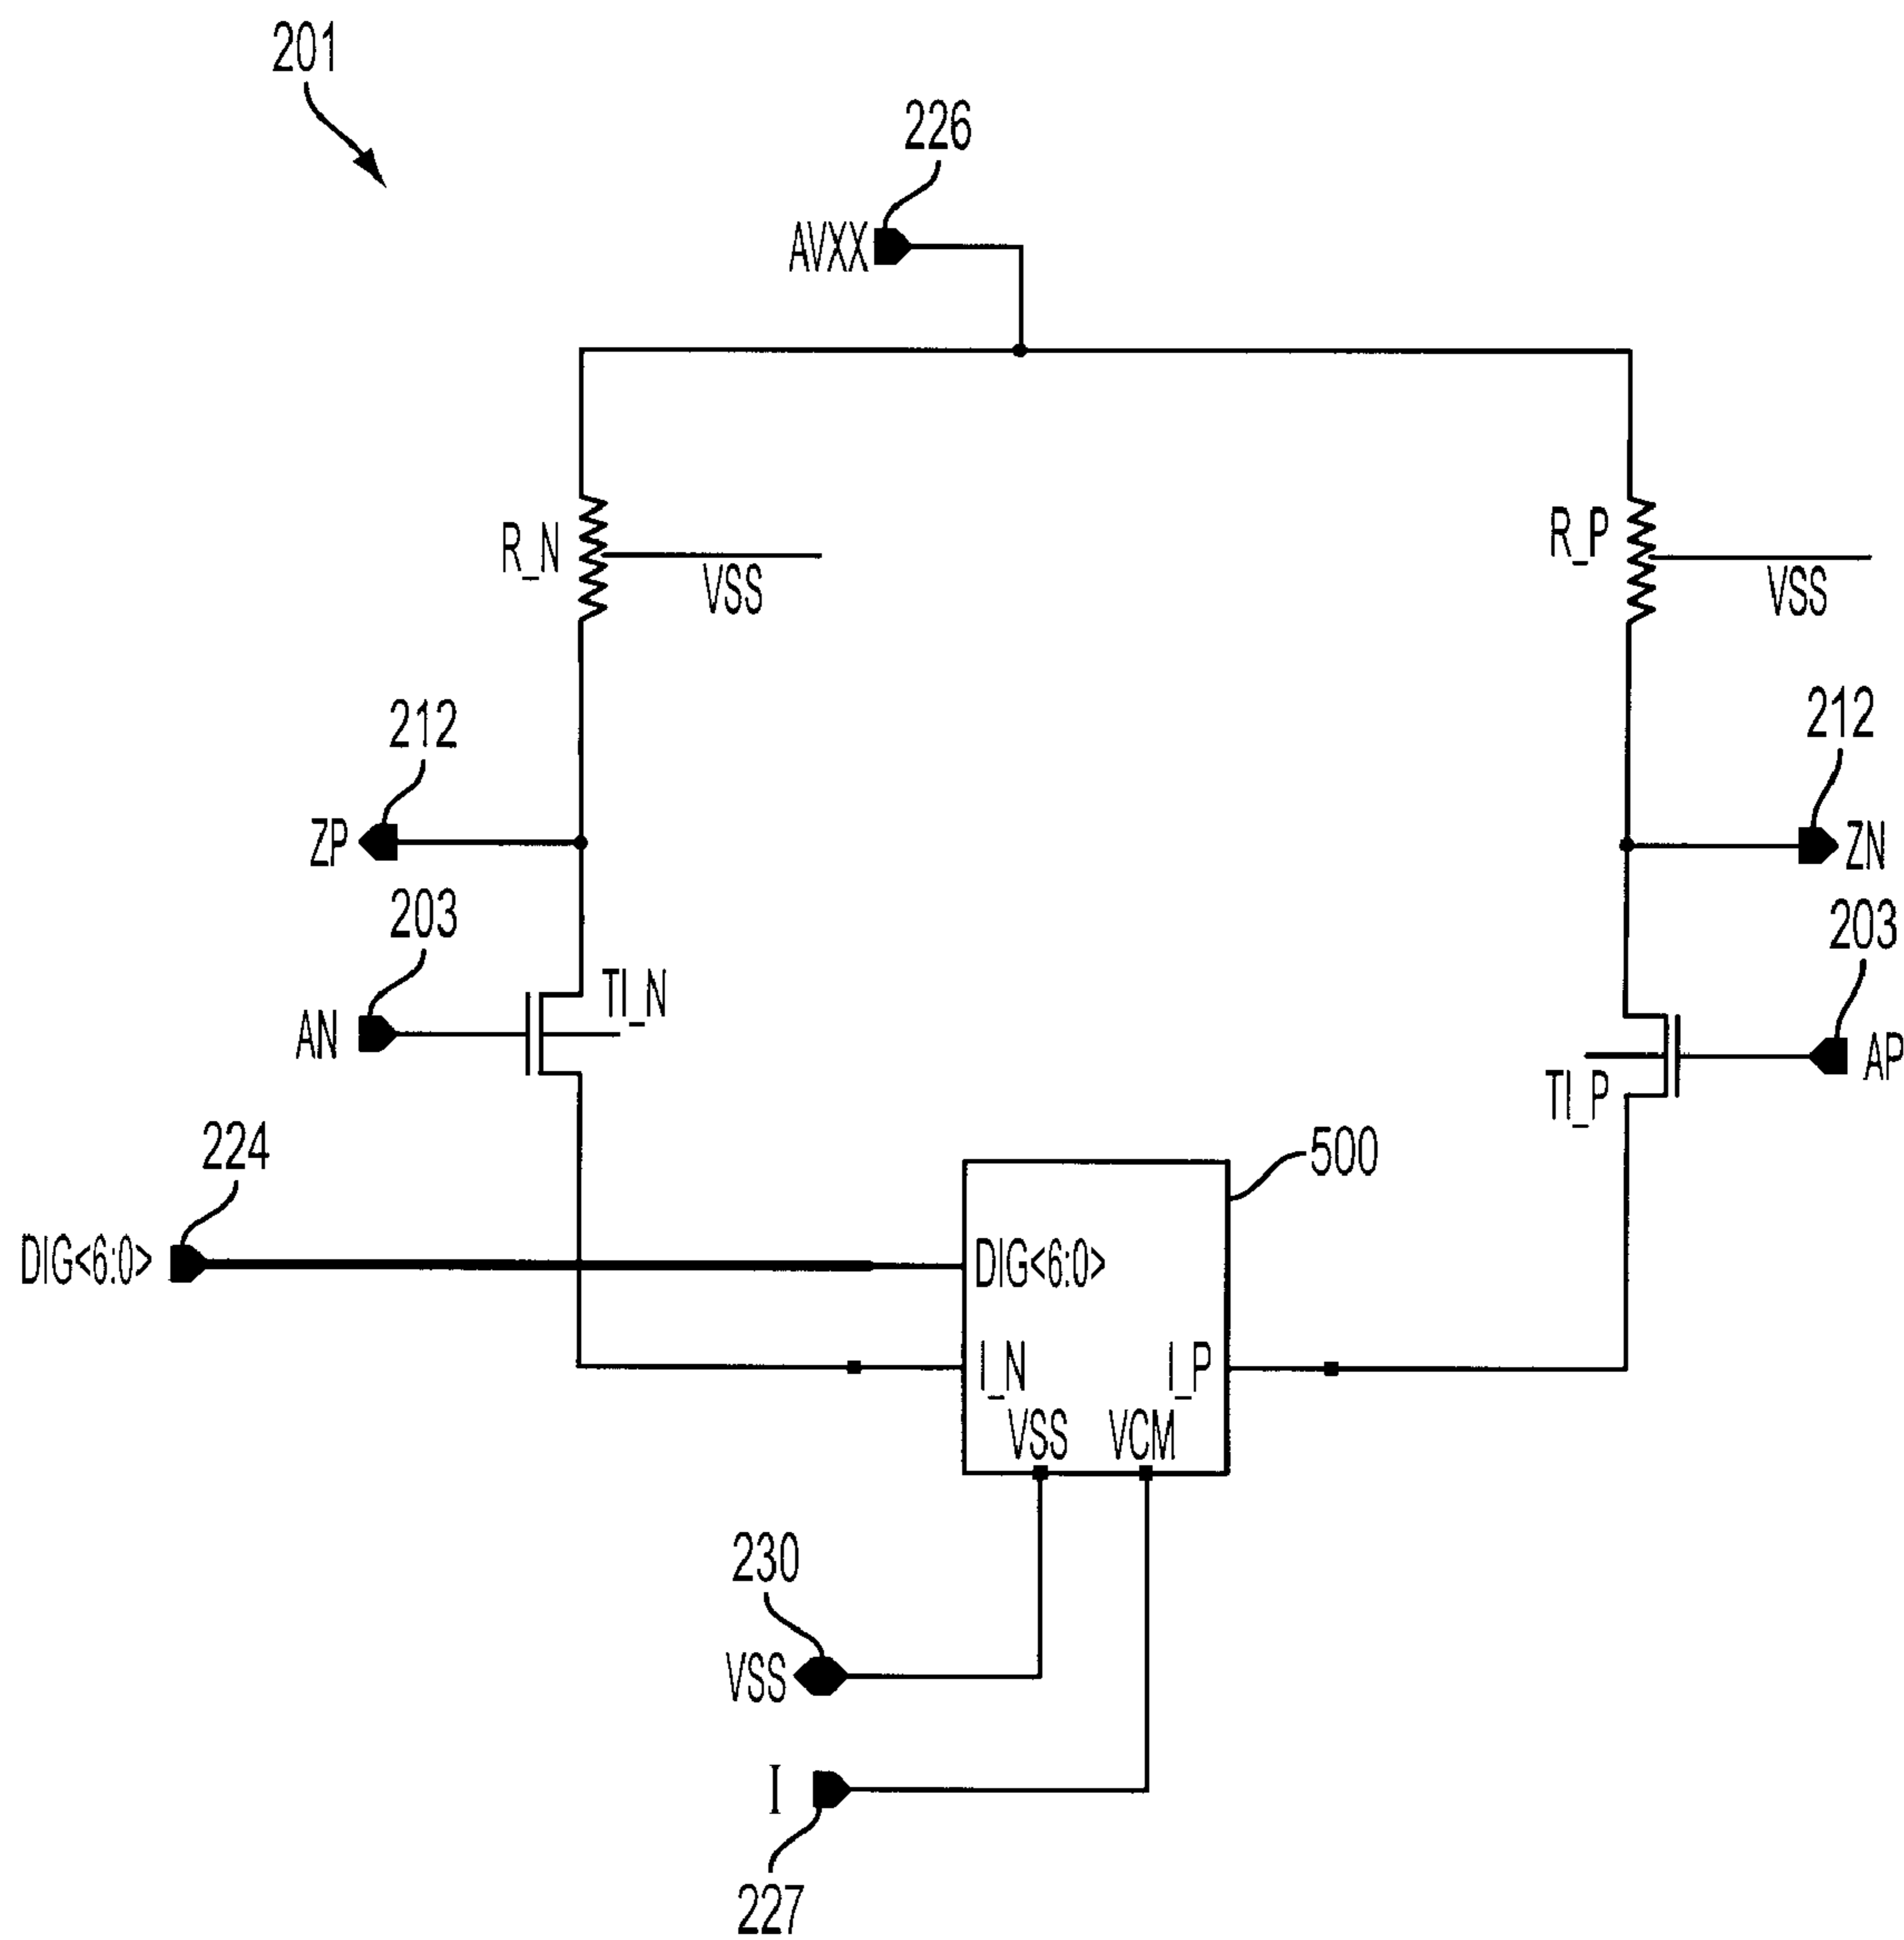 201
226
AVXX
R_N
VSS
R_P
VSS
212
ZP
212
ZN
203
AN
TI_N
203
AP
TI_P
224
DIG<6:0>
500
DIG<6:0>
I_N
I_P
VSS
VCM
230
VSS
I
227